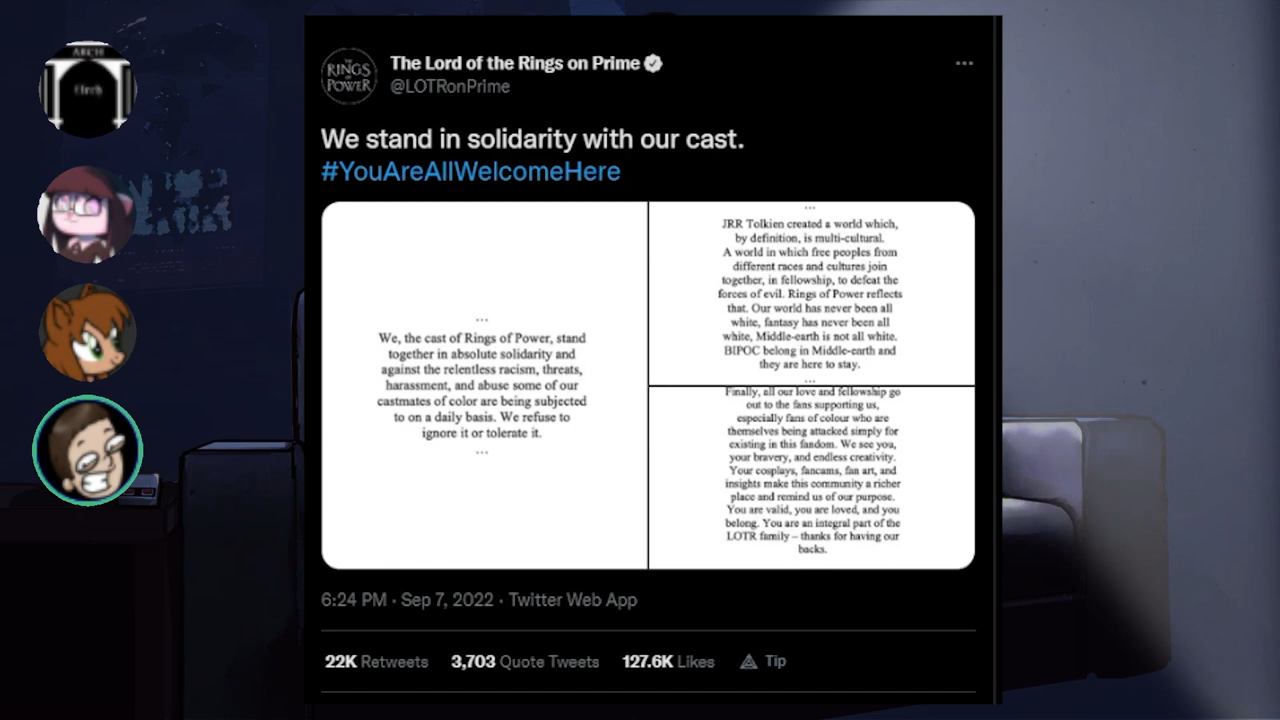 ARCH
THE
RINGS
OF
POWER
The Lord of the Rings on Prime
@LOTRonPrime
...
We stand in solidarity with our cast.
#YouAreAllWelcomeHere
...
We, the cast of Rings of Power, stand
together in absolute solidarity and
against the relentless racism, threats,
harassment, and abuse some of our
castmates of color are being subjected
to on a daily basis. We refuse to
ignore it or tolerate it.
...
...
JRR Tolkien created a world which,
by definition, is multi-cultural.
A world in which free peoples from
different races and cultures join
together, in fellowship, to defeat the
forces of evil. Rings of Power reflects
that. Our world has never been all
white, fantasy has never been all
white, Middle-earth is not all white.
BIPOC belong in Middle-earth and
they are here to stay.
...
Finally, all our love and fellowship go
out to the fans supporting us,
especially fans of colour who are
themselves being attacked simply for
existing in this fandom. We see you,
your bravery, and endless creativity.
Your cosplays, fancams, fan art, and
insights make this community a richer
place and remind us of our purpose.
You are valid, you are loved, and you
belong. You are an integral part of the
LOTR family – thanks for having our
backs.
6:24 PM · Sep 7, 2022 · Twitter Web App
22K Retweets 3,703 Quote Tweets 127.6K Likes Tip